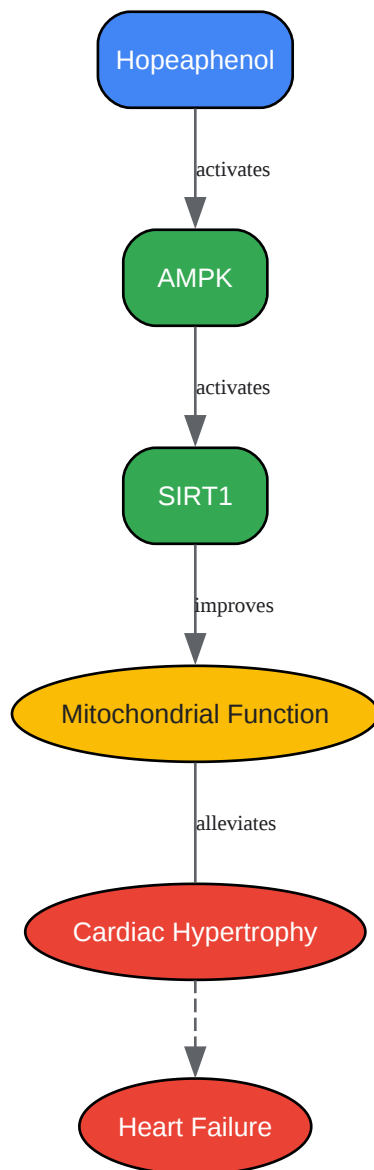 Hopeaphenol
activates
AMPK
activates
SIRT1
improves
Mitochondrial Function
alleviates
Cardiac Hypertrophy
Heart Failure